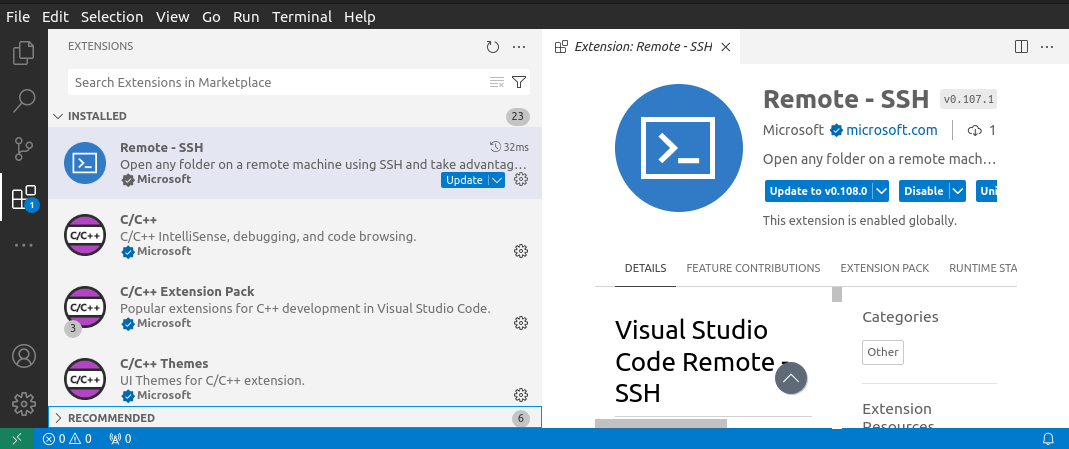 File Edit Selection View Go Run Terminal Help
EXTENSIONS
Search Extensions in Marketplace
INSTALLED 23
Remote - SSH 32ms
Open any folder on a remote machine using SSH and take advantag...
Microsoft Update
C/C++
C/C++
C/C++ IntelliSense, debugging, and code browsing.
Microsoft
C/C++ Extension Pack
C/C++
Popular extensions for C++ development in Visual Studio Code.
3 Microsoft
C/C++ Themes
C/C++
UI Themes for C/C++ extension.
Microsoft
RECOMMENDED 6
1
Extension: Remote - SSH
Remote - SSH v0.107.1
Microsoft microsoft.com 1
Open any folder on a remote mach...
Update to v0.108.0 Disable Uni
This extension is enabled globally.
DETAILS FEATURE CONTRIBUTIONS EXTENSION PACK RUNTIME STA
Visual Studio
Code Remote -
SSH
Categories
Other
Extension
Resources
0 0 0